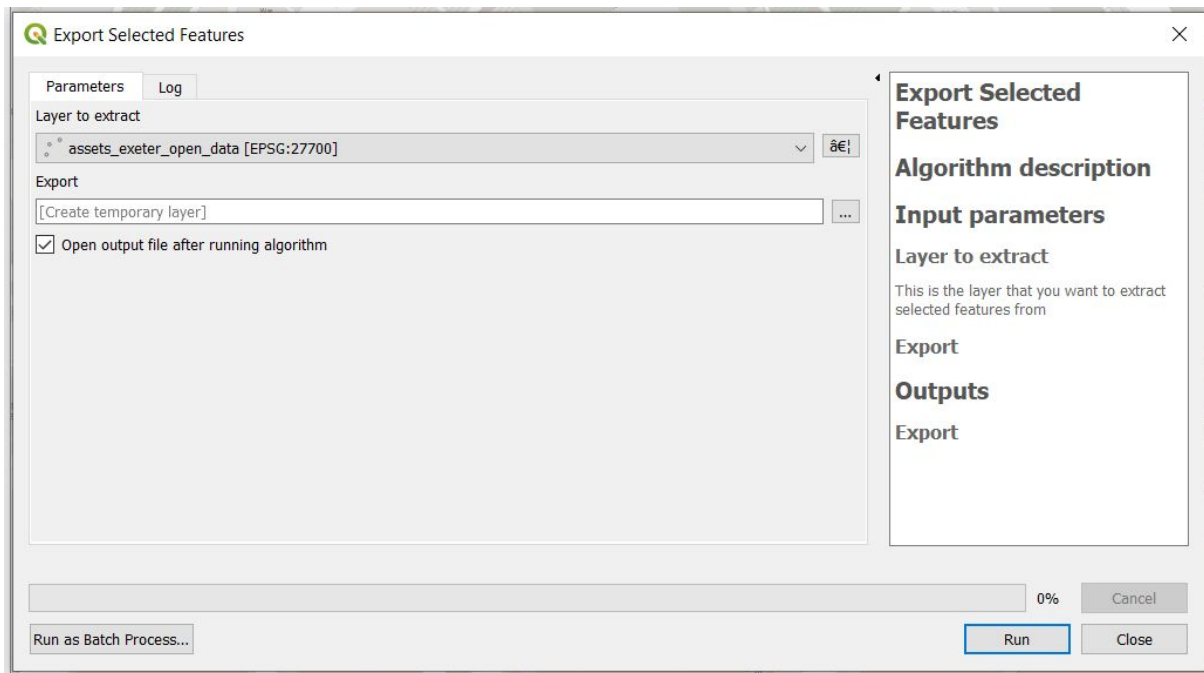 Export Selected Features
Parameters
Log
Layer to extract
assets_exeter_open_data [EPSG:27700]
â€¦
Export
[Create temporary layer]
...
Open output file after running algorithm
Export Selected
Features
Algorithm description
Input parameters
Layer to extract
This is the layer that you want to extract
selected features from
Export
Outputs
Export
0%
Cancel
Run as Batch Process...
Run
Close